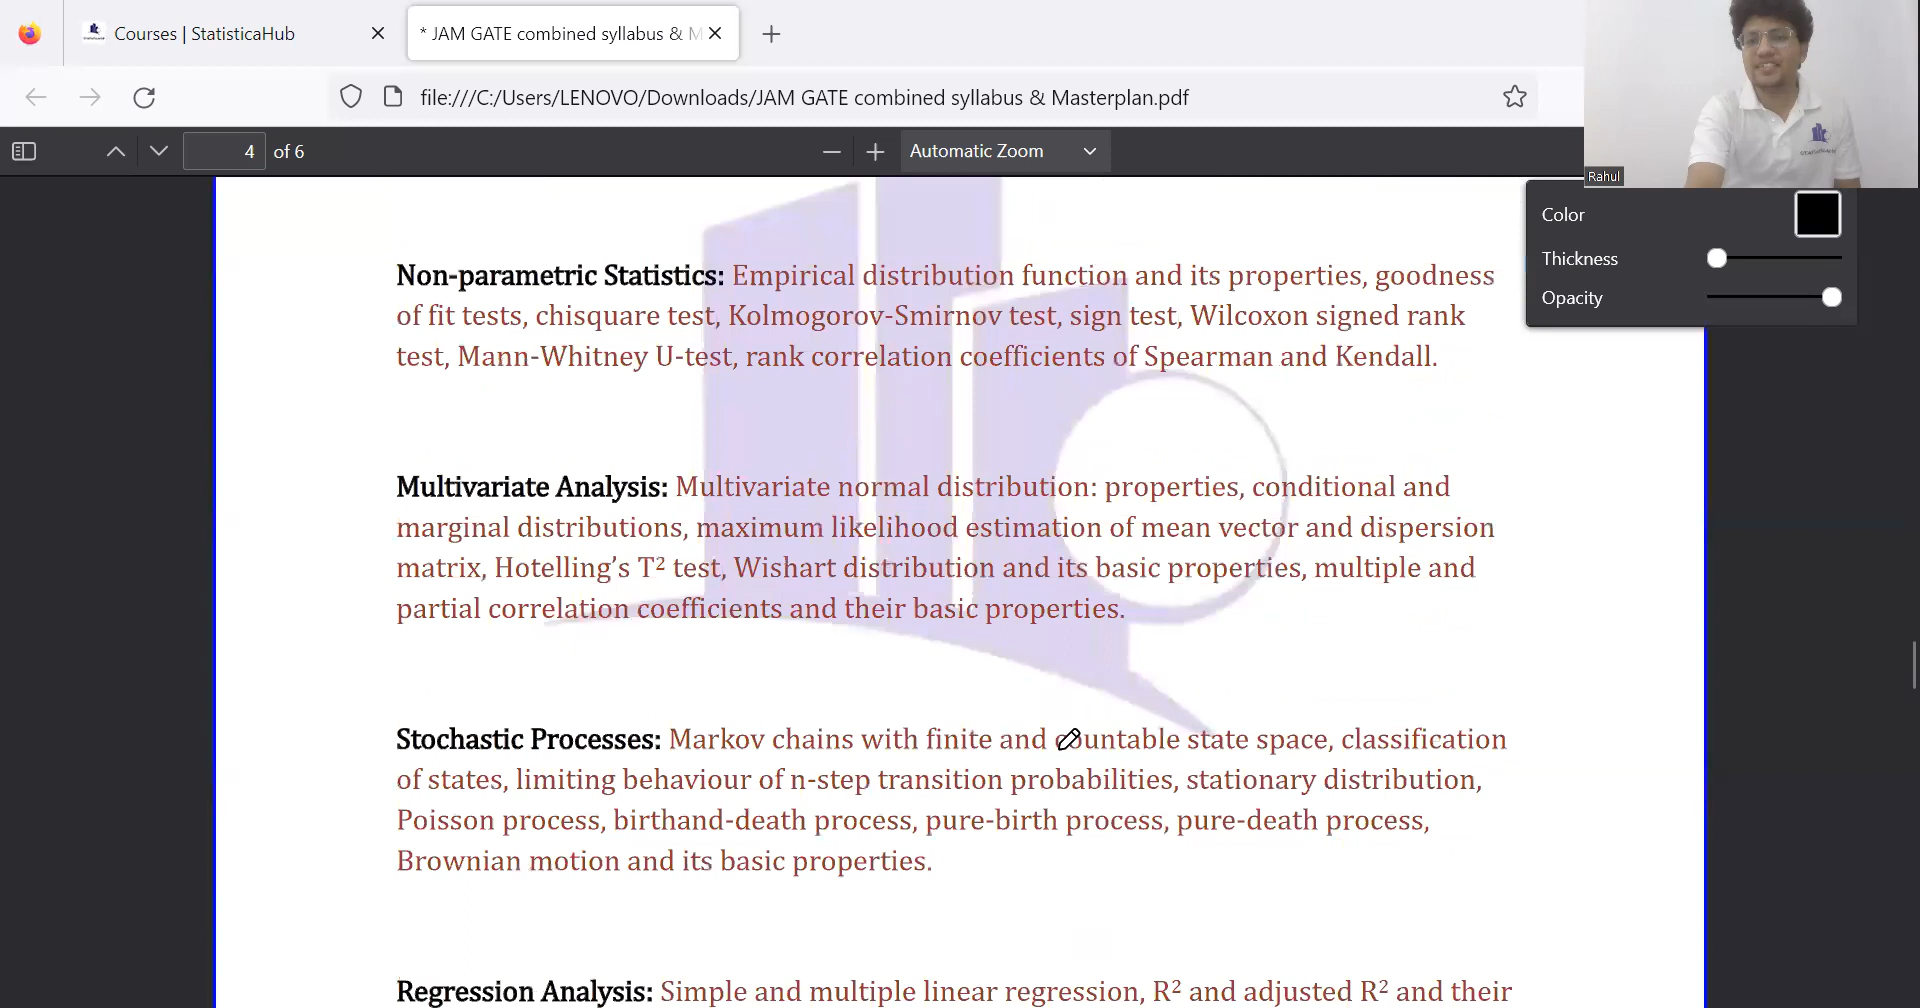 Courses | StatisticaHub
* JAM GATE combined syllabus & M
file:///C:/Users/LENOVO/Downloads/JAM GATE combined syllabus & Masterplan.pdf
4 of 6
Automatic Zoom
Rahul
Color
Thickness
Opacity
Non-parametric Statistics: Empirical distribution function and its properties, goodness
of fit tests, chisquare test, Kolmogorov-Smirnov test, sign test, Wilcoxon signed rank
test, Mann-Whitney U-test, rank correlation coefficients of Spearman and Kendall.
Multivariate Analysis: Multivariate normal distribution: properties, conditional and
marginal distributions, maximum likelihood estimation of mean vector and dispersion
matrix, Hotelling’s T² test, Wishart distribution and its basic properties, multiple and
partial correlation coefficients and their basic properties.
Stochastic Processes: Markov chains with finite and countable state space, classification
of states, limiting behaviour of n-step transition probabilities, stationary distribution,
Poisson process, birthand-death process, pure-birth process, pure-death process,
Brownian motion and its basic properties.
Regression Analysis: Simple and multiple linear regression, R² and adjusted R² and their